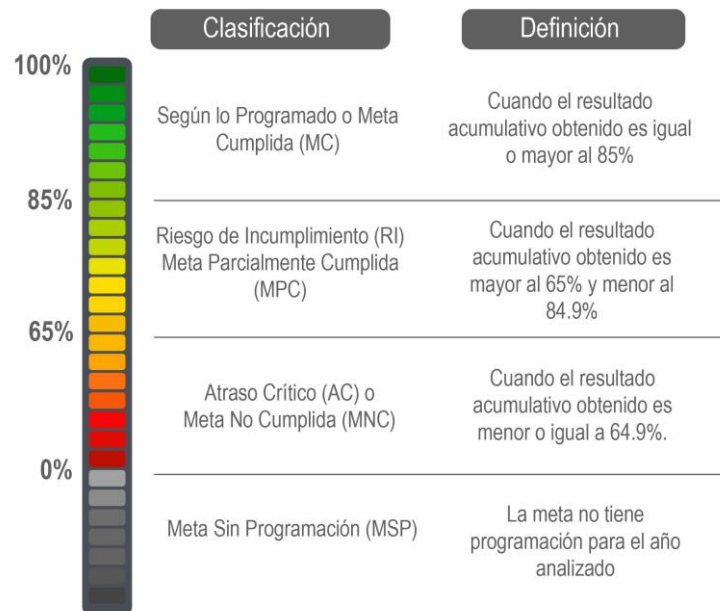 Clasificación
Definición
100%
Según lo Programado o Meta
Cumplida (MC)
Cuando el resultado
acumulativo obtenido es igual
o mayor al 85%
85%
Riesgo de Incumplimiento (RI)
Meta Parcialmente Cumplida
(MPC)
Cuando el resultado
acumulativo obtenido es
mayor al 65% y menor al
84.9%
65%
Atraso Crítico (AC) o
Meta No Cumplida (MNC)
Cuando el resultado
acumulativo obtenido es
menor o igual a 64.9%.
0%
Meta Sin Programación (MSP)
La meta no tiene
programación para el año
analizado